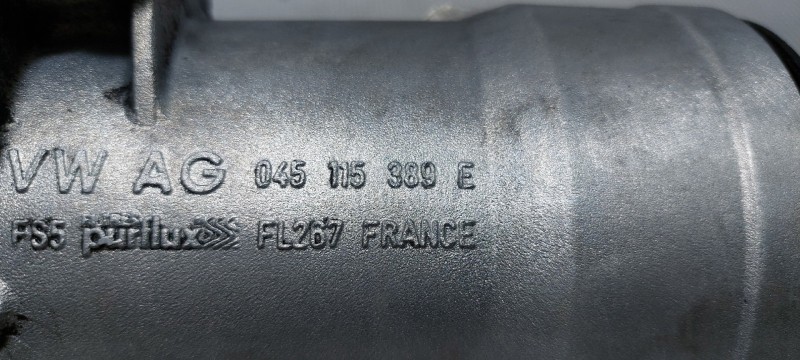 VW AG 045 115 389 E
FS5 purflux FL267 FRANCE